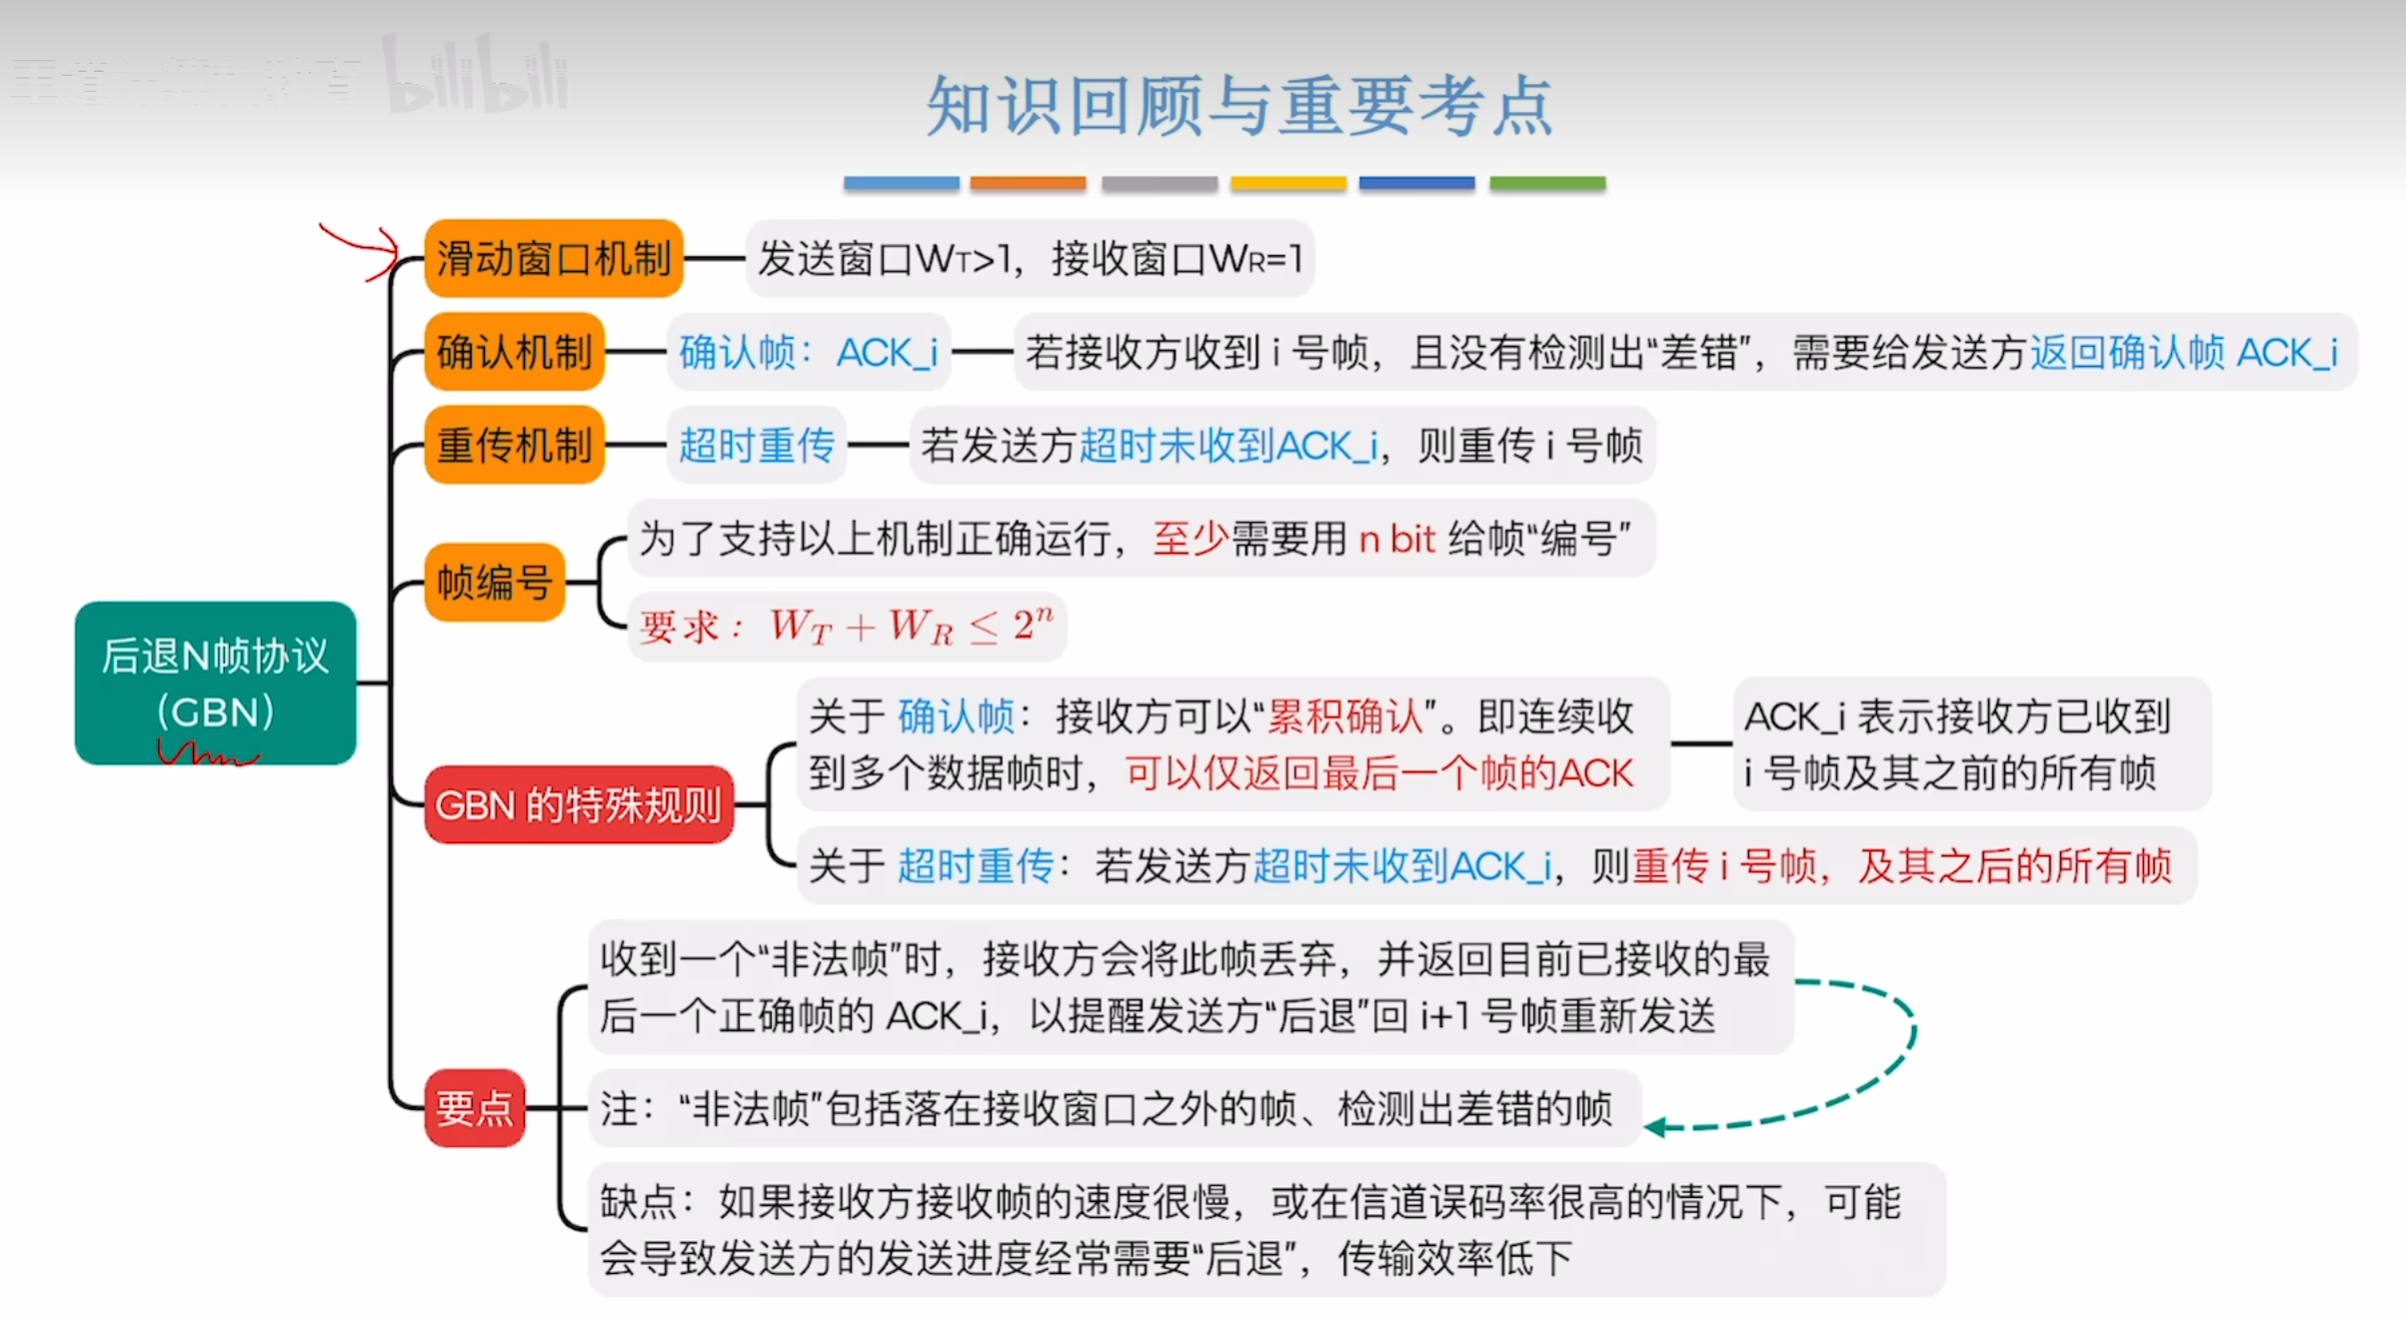 bilibili
知识回顾与重要考点
滑动窗口机制
发送窗口WT>1，接收窗口WR=1
确认机制
确认帧：ACK_i
若接收方收到 i 号帧，且没有检测出“差错”，需要给发送方返回确认帧 ACK_i
重传机制
超时重传
若发送方超时未收到ACK_i，则重传 i 号帧
帧编号
为了支持以上机制正确运行，至少需要用 n bit 给帧“编号”
要求：W_T + W_R ≤ 2^n
后退N帧协议
（GBN）
GBN 的特殊规则
关于 确认帧：接收方可以“累积确认”。即连续收
到多个数据帧时，可以仅返回最后一个帧的ACK
ACK_i 表示接收方已收到
i 号帧及其之前的所有帧
关于 超时重传：若发送方超时未收到ACK_i，则重传 i 号帧，及其之后的所有帧
要点
收到一个“非法帧”时，接收方会将此帧丢弃，并返回目前已接收的最
后一个正确帧的 ACK_i，以提醒发送方“后退”回 i+1 号帧重新发送
注：“非法帧”包括落在接收窗口之外的帧、检测出差错的帧
缺点：如果接收方接收帧的速度很慢，或在信道误码率很高的情况下，可能
会导致发送方的发送进度经常需要“后退”，传输效率低下